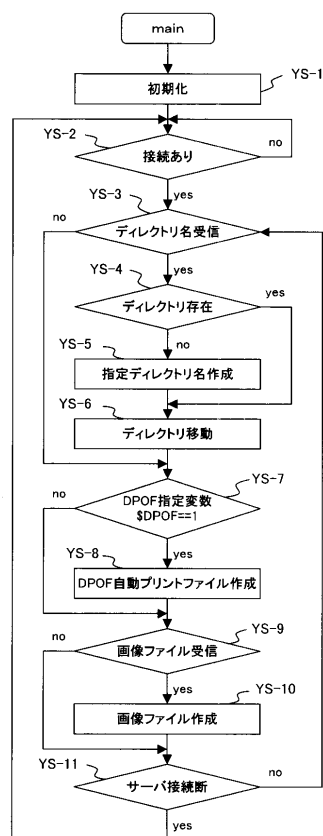 main
YS-1
初期化
YS-2
接続あり
no
yes
YS-3
no
ディレクトリ名受信
YS-4
yes
ディレクトリ存在
yes
YS-5
no
指定ディレクトリ名作成
YS-6
ディレクトリ移動
YS-7
no
DPOF指定変数
$DPOF==1
YS-8
yes
DPOF自動プリントファイル作成
YS-9
no
画像ファイル受信
yes
YS-10
画像ファイル作成
YS-11
no
サーバ接続断
yes